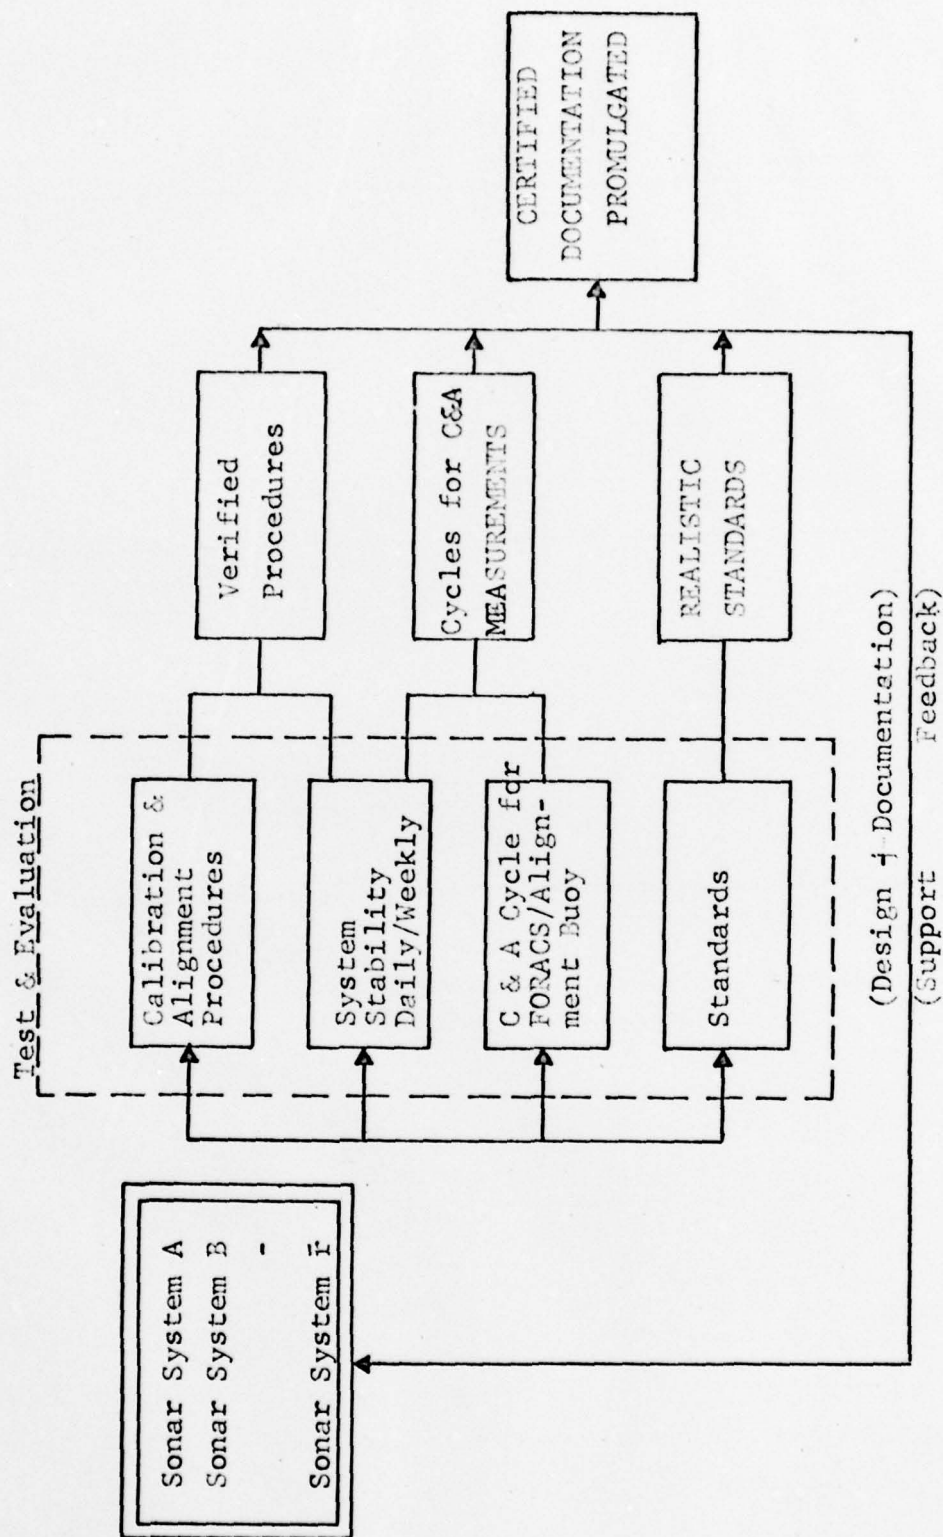 Sonar System A
Sonar System B
-
Sonar System r
Test & Evaluation
Calibration &
Alignment
Procedures
System
Stability
Daily/Weekly
C & A Cycle for
FORACS/Align-
ment Buoy
Standards
Verified
Procedures
Cycles for C&A
MEASUREMENTS
REALISTIC
STANDARDS
CERTIFIED
DOCUMENTATION
PROMULGATED
(Design Documentation)
(Support Feedback)